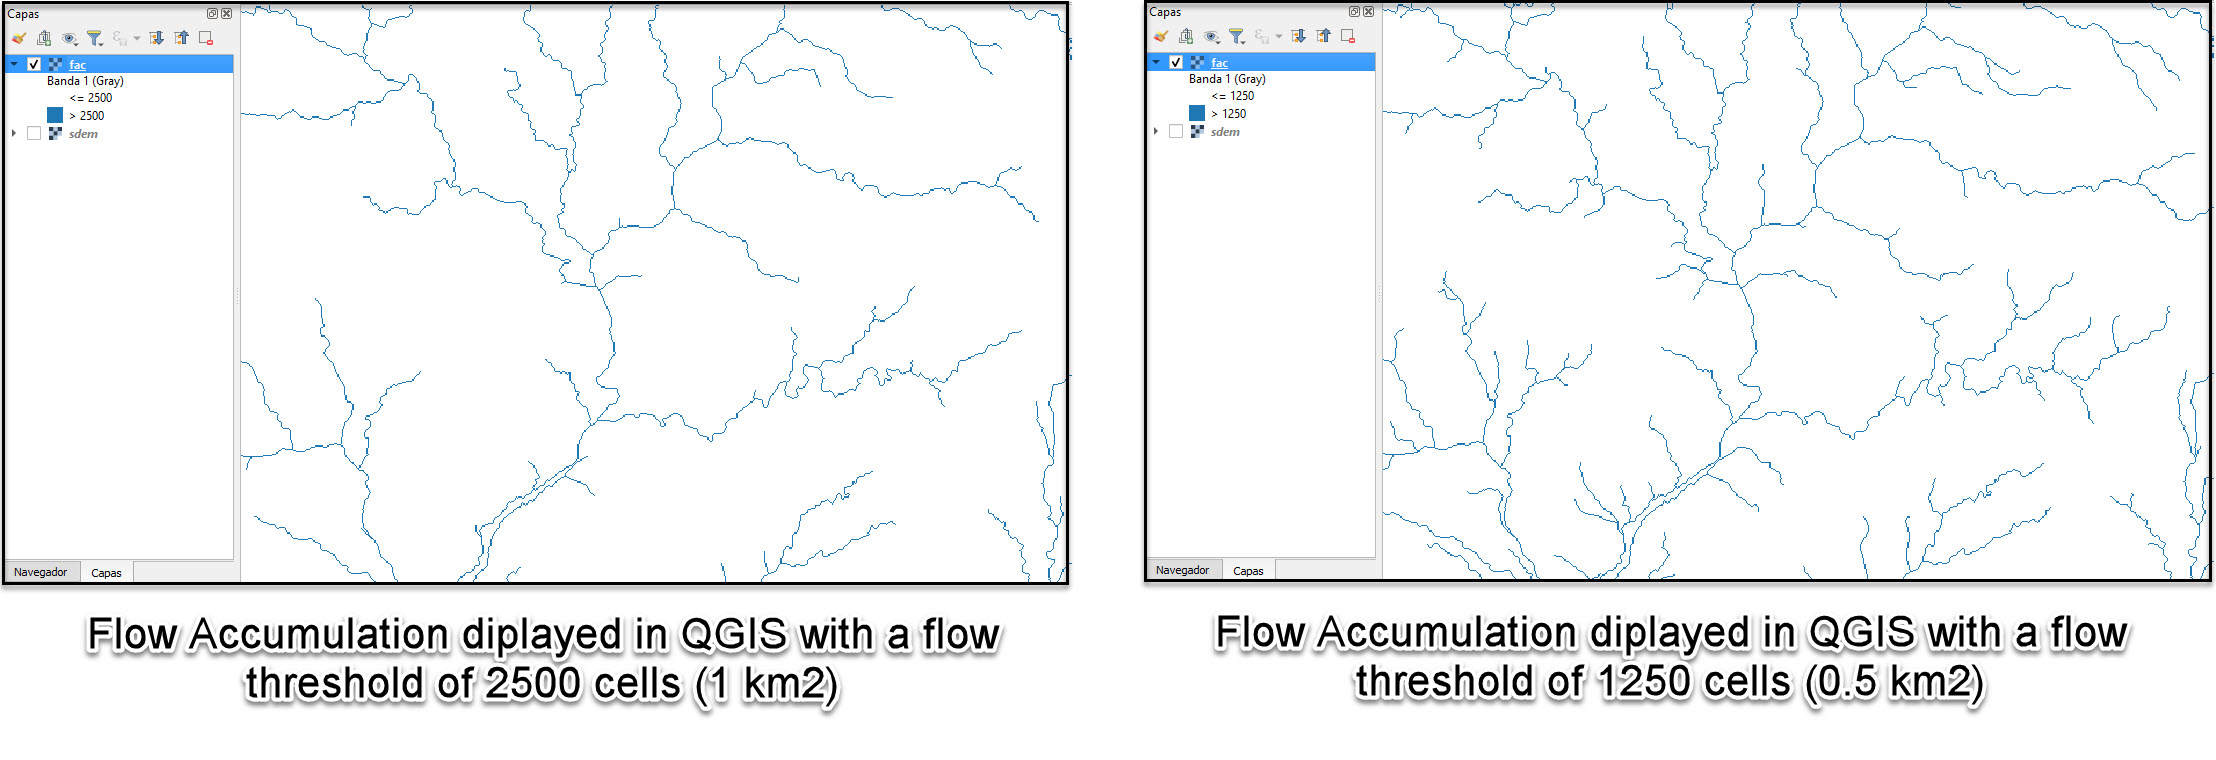 Capas
fac
Banda 1 (Gray)
<= 2500
> 2500
sdem
Navegador
Capas
Flow Accumulation diplayed in QGIS with a flow
threshold of 2500 cells (1 km2)
Capas
fac
Banda 1 (Gray)
<= 1250
> 1250
sdem
Navegador
Capas
Flow Accumulation diplayed in QGIS with a flow
threshold of 1250 cells (0.5 km2)